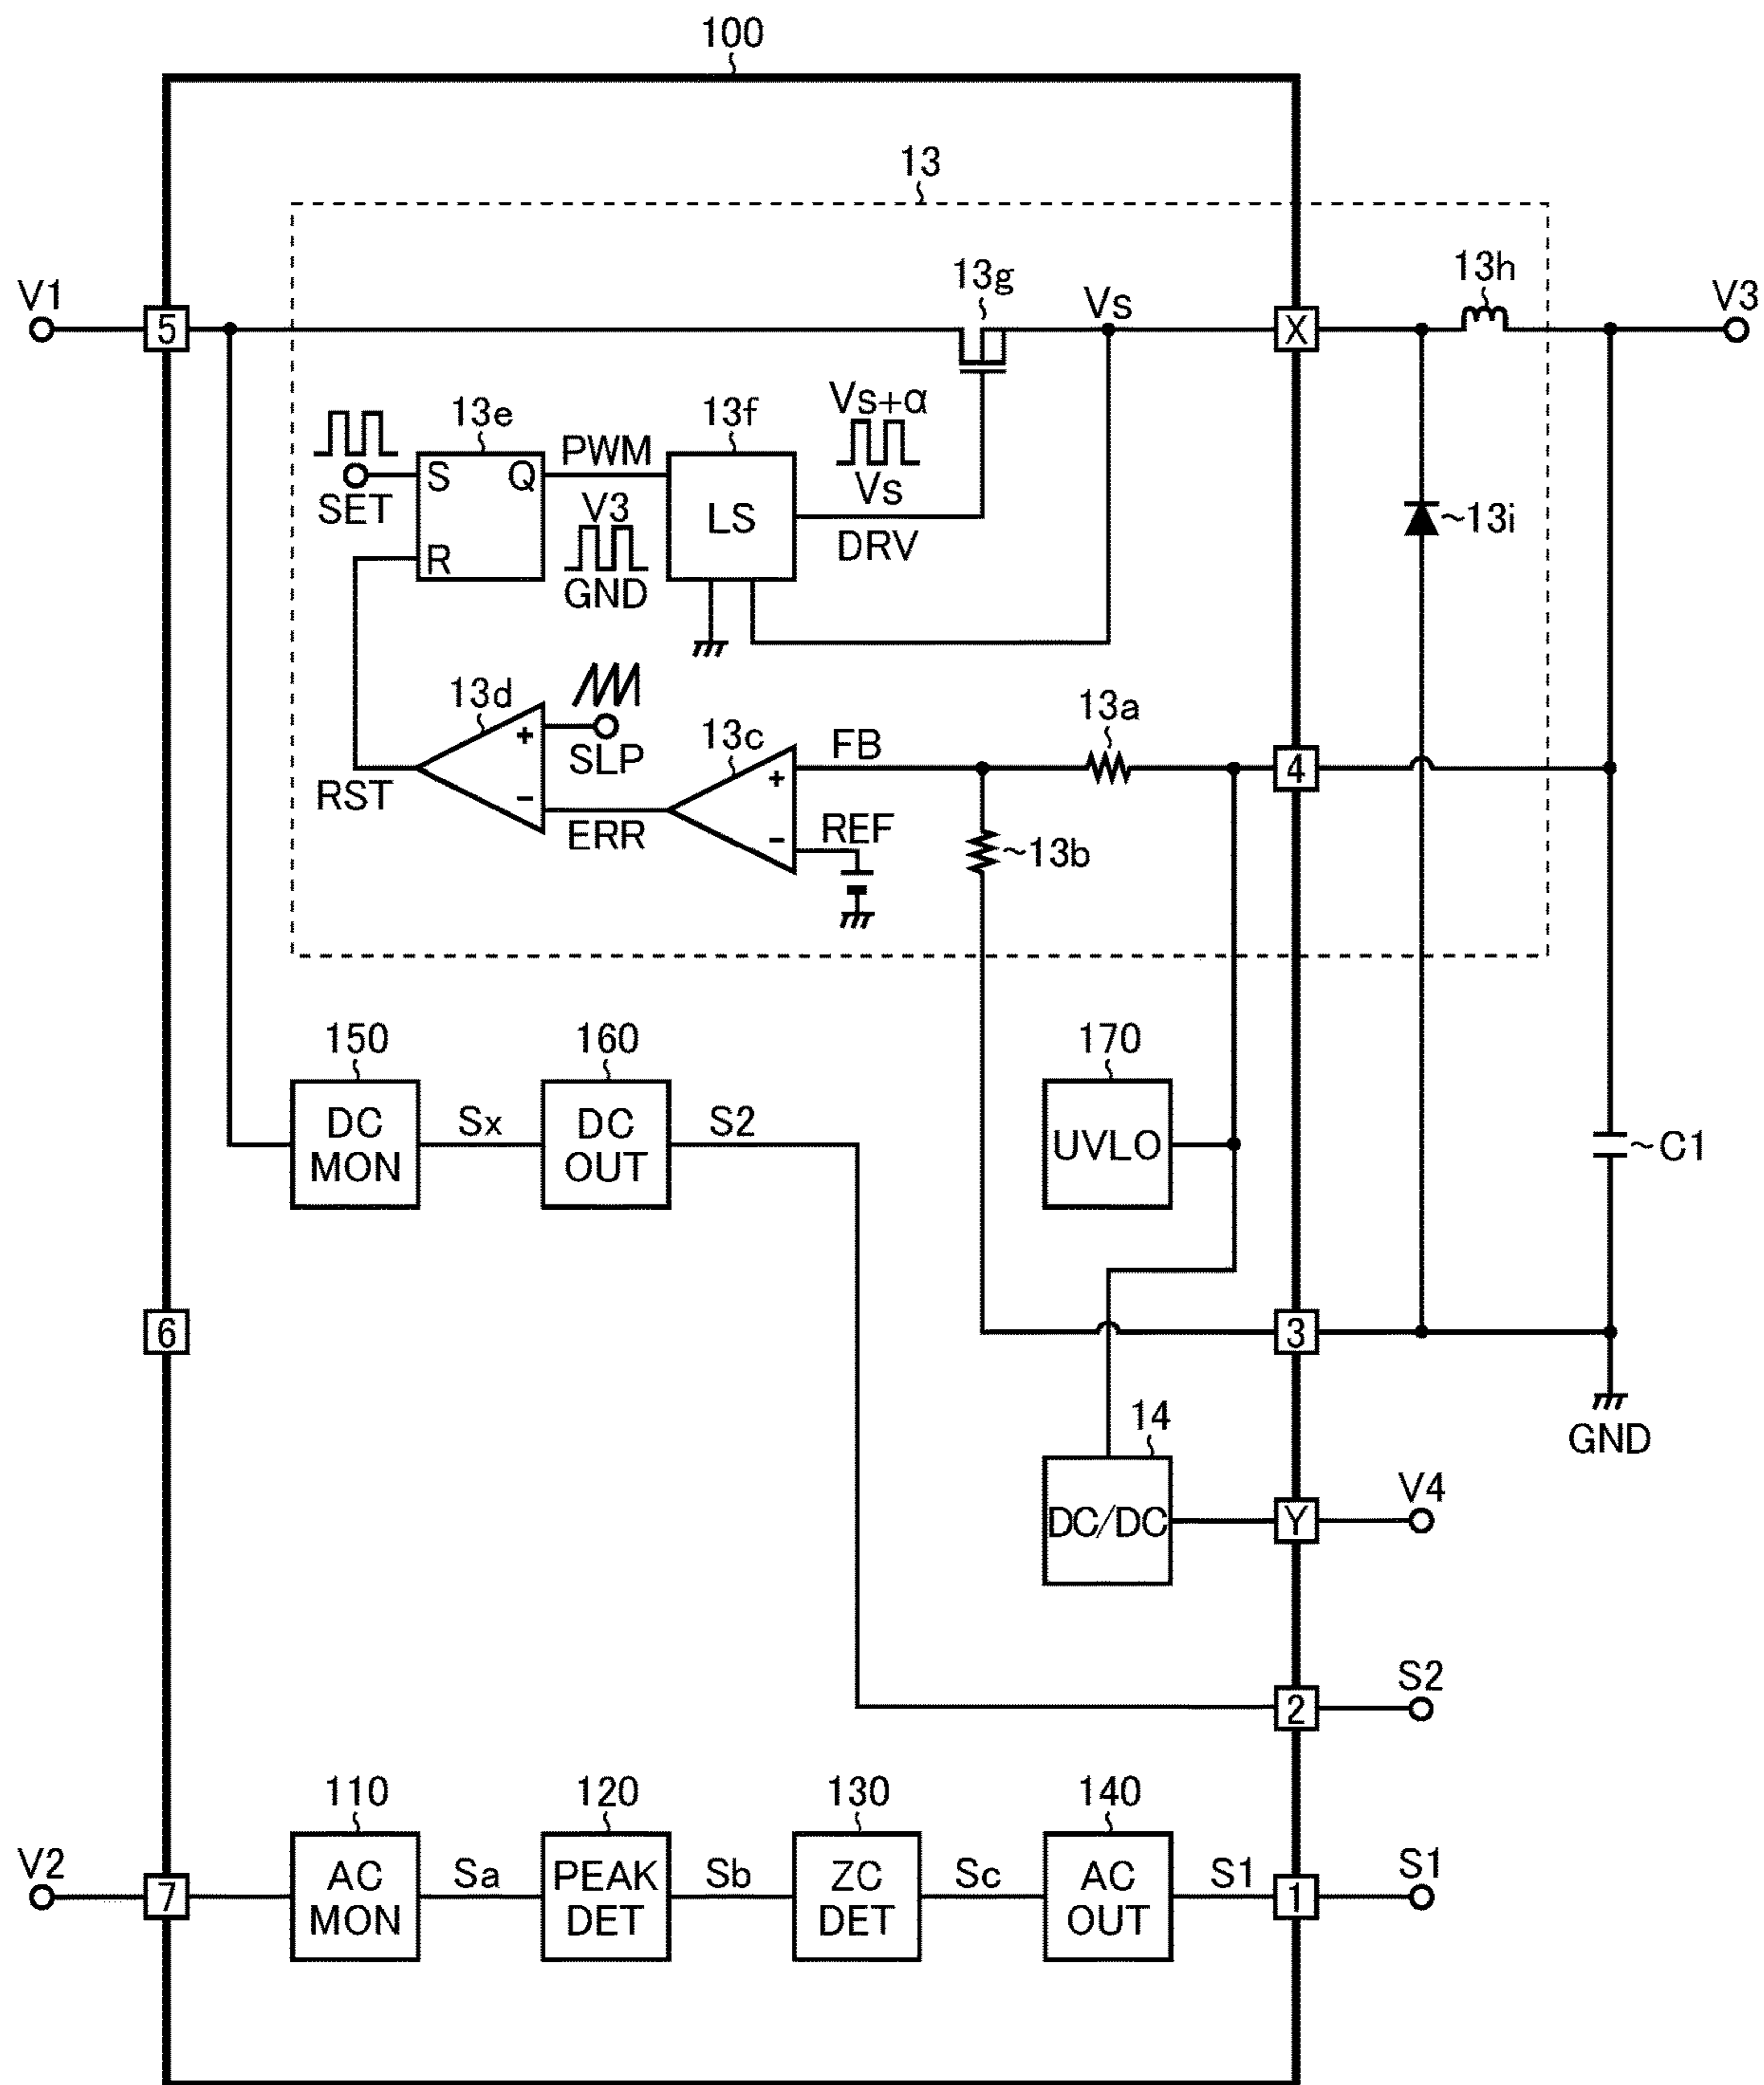 100
13
V1
5
13g
Vs
X
13h
V3
13e
13f
Vs+α
Vs
DRV
S
Q
R
SET
PWM
V3
GND
LS
~13i
13d
+
-
SLP
RST
ERR
13c
+
-
FB
REF
13a
~13b
4
150
DC
MON
Sx
160
DC
OUT
S2
170
UVLO
~C1
6
3
GND
14
DC/DC
Y
V4
2
S2
V2
7
110
AC
MON
Sa
120
PEAK
DET
Sb
130
ZC
DET
Sc
140
AC
OUT
S1
1
S1